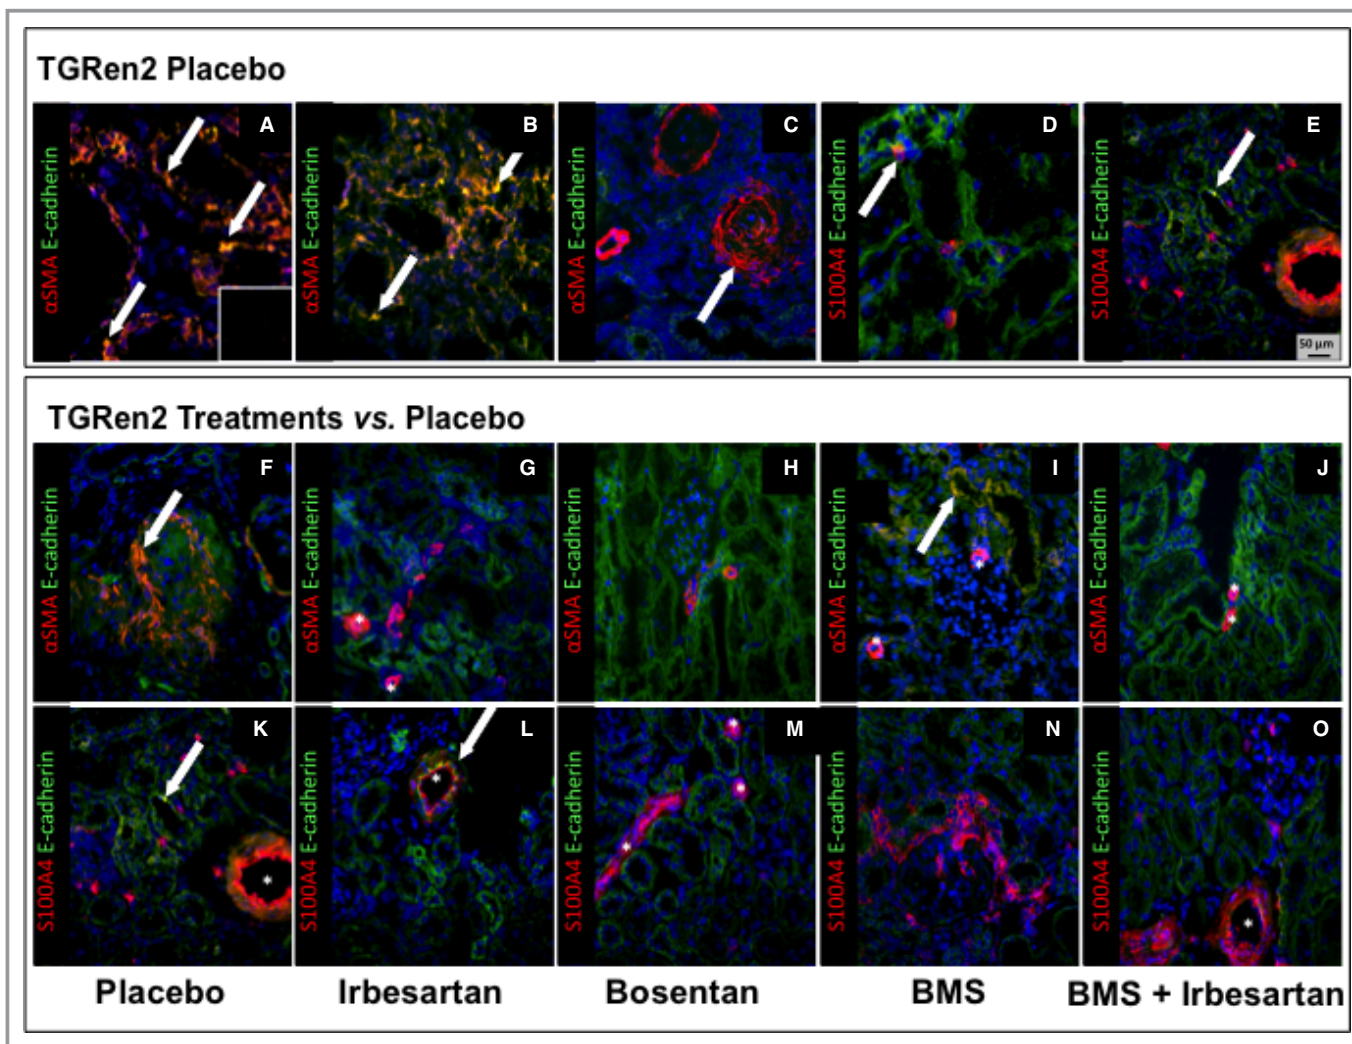 TGRen2 Placebo
αSMA E-cadherin
A
αSMA E-cadherin
B
αSMA E-cadherin
C
S100A4 E-cadherin
D
S100A4 E-cadherin
E
50 µm
TGRen2 Treatments vs. Placebo
αSMA E-cadherin
F
αSMA E-cadherin
G
αSMA E-cadherin
H
αSMA E-cadherin
I
αSMA E-cadherin
J
S100A4 E-cadherin
K
S100A4 E-cadherin
L
S100A4 E-cadherin
M
S100A4 E-cadherin
N
S100A4 E-cadherin
O
Placebo
Irbesartan
Bosentan
BMS
BMS + Irbesartan